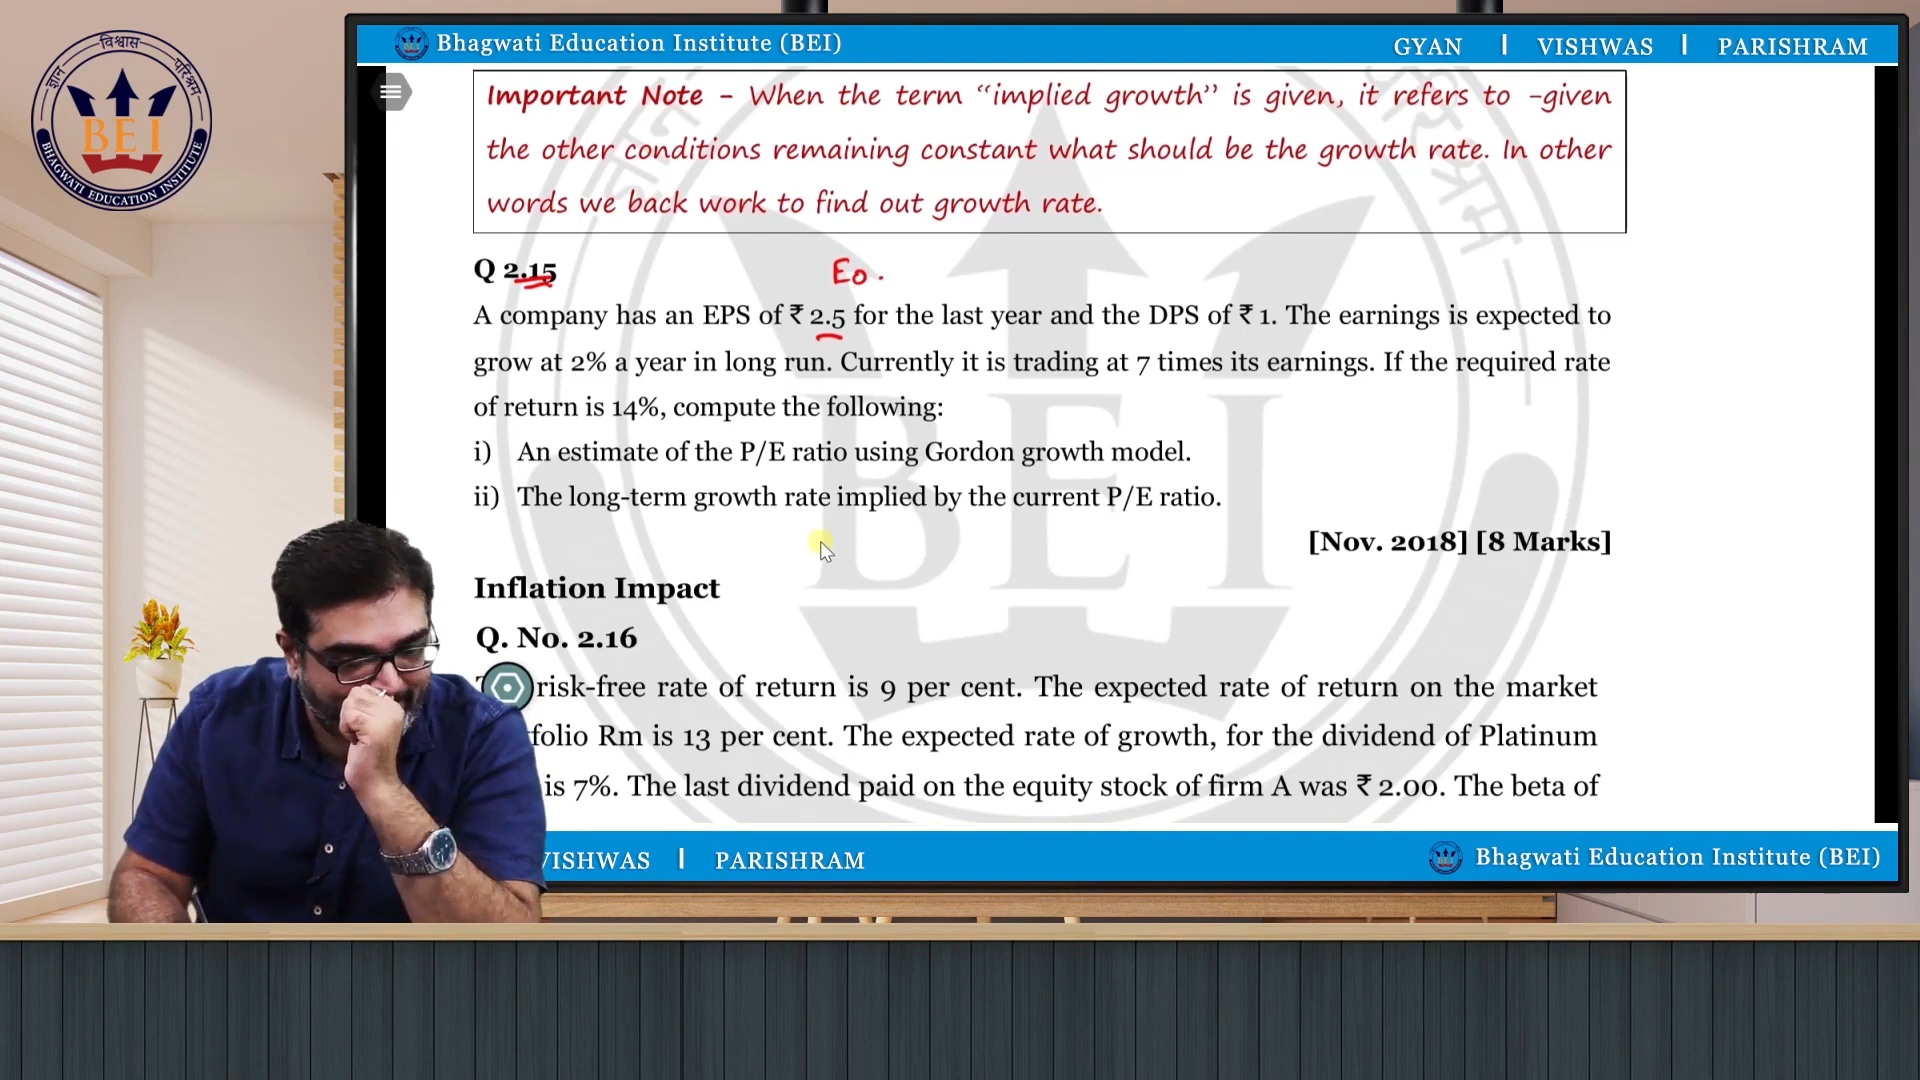 विश्वास
ज्ञान
परिश्रम
BEI
BHAGWATI EDUCATION INSTITUTE
Bhagwati Education Institute (BEI)
GYAN | VISHWAS | PARISHRAM
Important Note – When the term “implied growth” is given, it refers to –given
the other conditions remaining constant what should be the growth rate. In other
words we back work to find out growth rate.
Q 2.15
Eo.
A company has an EPS of ₹ 2.5 for the last year and the DPS of ₹ 1. The earnings is expected to
grow at 2% a year in long run. Currently it is trading at 7 times its earnings. If the required rate
of return is 14%, compute the following:
i) An estimate of the P/E ratio using Gordon growth model.
ii) The long-term growth rate implied by the current P/E ratio.
[Nov. 2018] [8 Marks]
Inflation Impact
Q. No. 2.16
risk-free rate of return is 9 per cent. The expected rate of return on the market
folio Rm is 13 per cent. The expected rate of growth, for the dividend of Platinum
is 7%. The last dividend paid on the equity stock of firm A was ₹ 2.00. The beta of
VISHWAS | PARISHRAM
Bhagwati Education Institute (BEI)